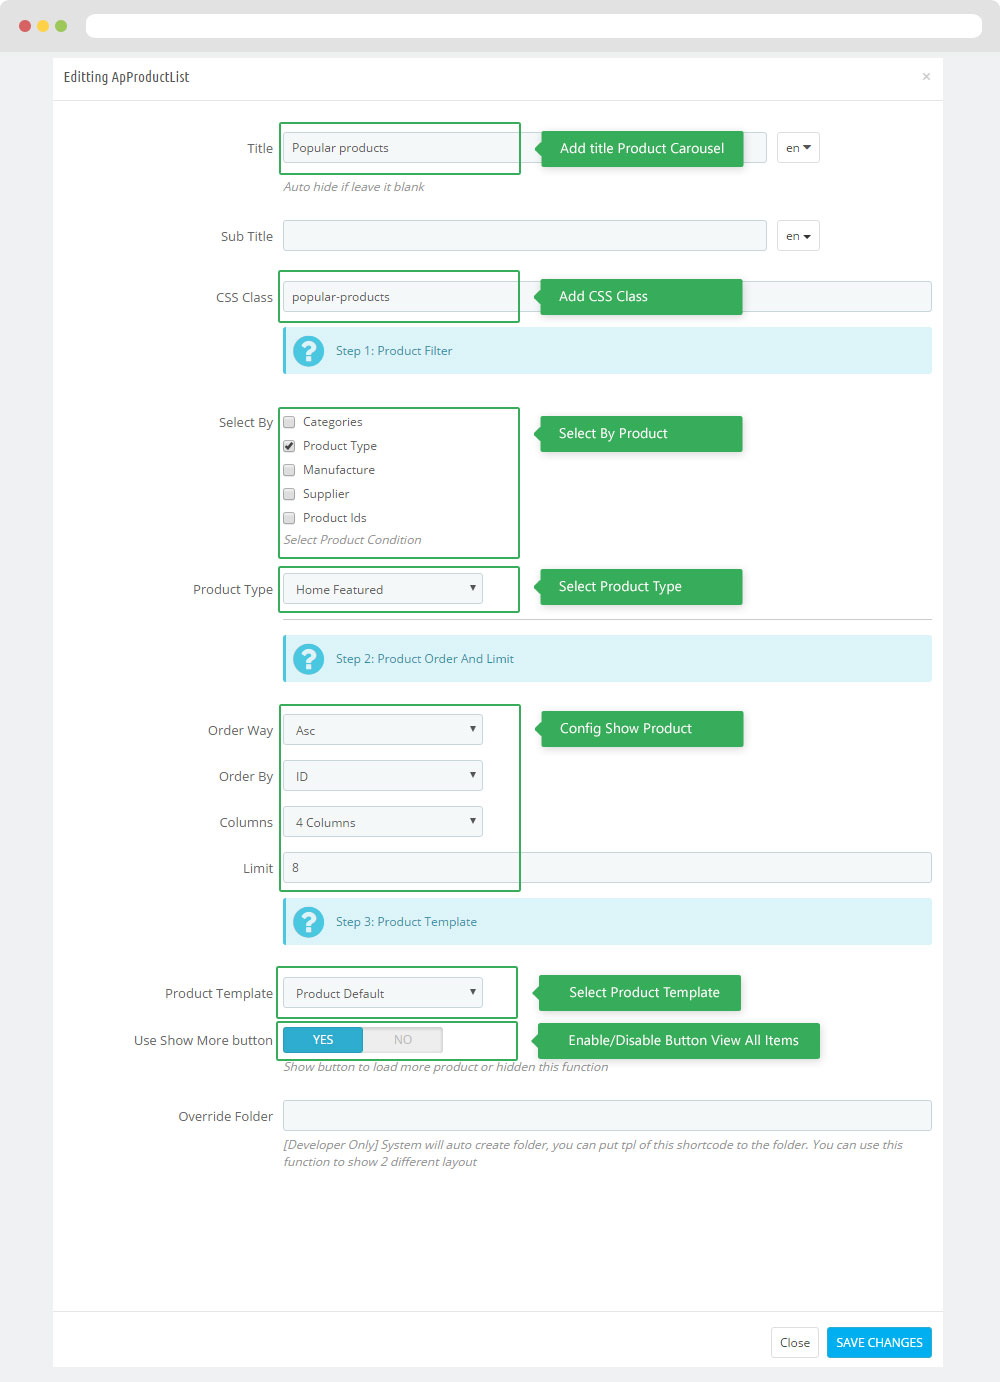 Editting ApProductList ×
Title Popular products Add title Product Carousel en
Auto hide if leave it blank
Sub Title en
CSS Class popular-products Add CSS Class
? Step 1: Product Filter
Select By Categories Select By Product
Product Type
Manufacture
Supplier
Product Ids
Select Product Condition
Product Type Home Featured Select Product Type
? Step 2: Product Order And Limit
Order Way Asc Config Show Product
Order By ID
Columns 4 Columns
Limit 8
? Step 3: Product Template
Product Template Product Default Select Product Template
Use Show More button YES NO Enable/Disable Button View All Items
Show button to load more product or hidden this function
Override Folder
[Developer Only] System will auto create folder, you can put tpl of this shortcode to the folder. You can use this
function to show 2 different layout
Close SAVE CHANGES